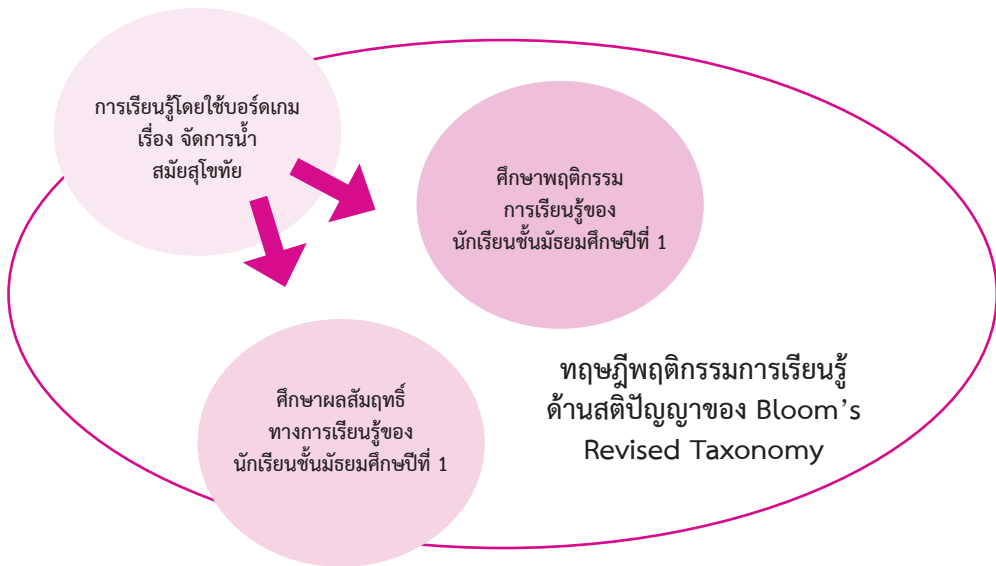 การเรียนรู้โดยใช้บอร์ดเกม
เรื่อง จัดการน้ำ
สมัยสุโขทัย
ศึกษาพฤติกรรม
การเรียนรู้ของ
นักเรียนชั้นมัธยมศึกษปีที่ 1
ศึกษาผลสัมฤทธิ์
ทางการเรียนรู้ของ
นักเรียนชั้นมัธยมศึกษปีที่ 1
ทฤษฎีพฤติกรรมการเรียนรู้
ด้านสติปัญญาของ Bloom's
Revised Taxonomy